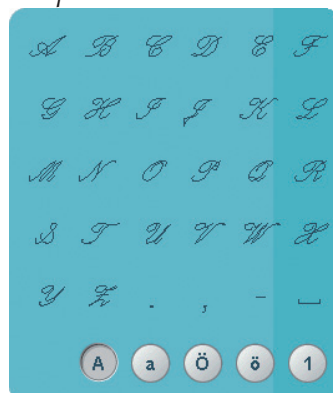 A B C D E F
G H I J K L
M N O P Q R
S T U V W X
Y Z . , - ⎵
A a Ö ö 1